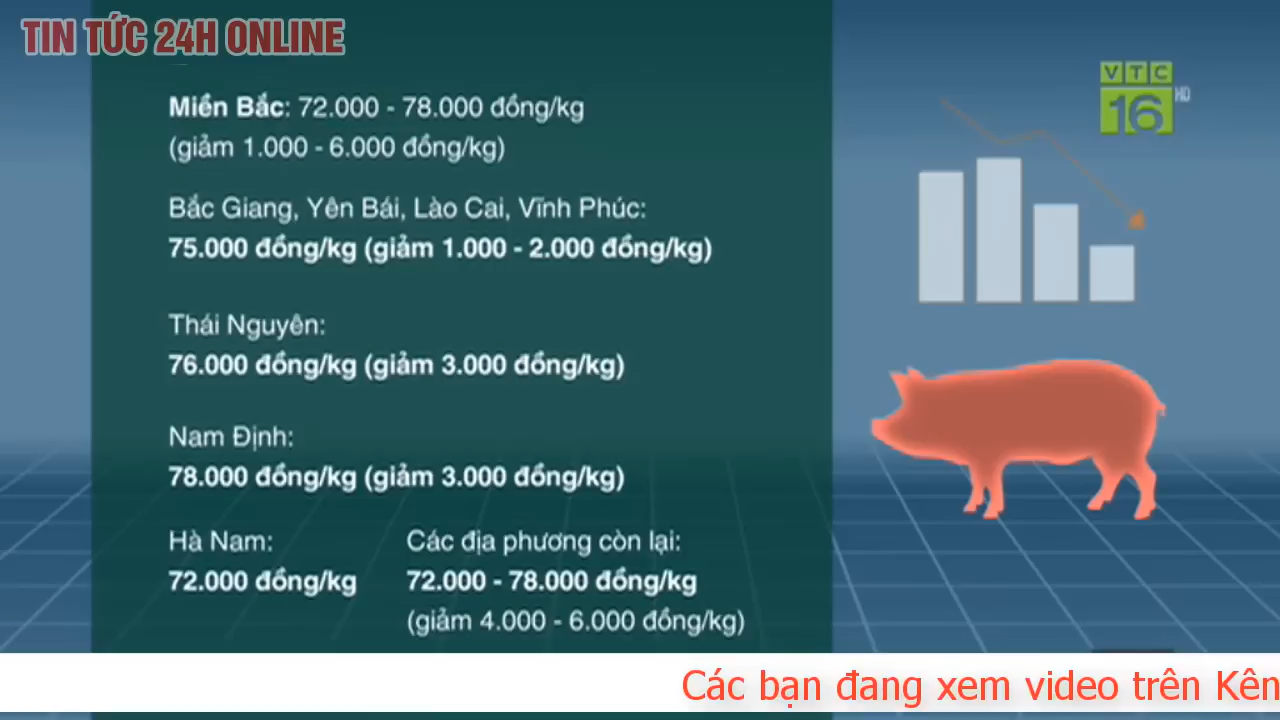 TIN TỨC 24H ONLINE
VTC
16 HD
Miền Bắc: 72.000 - 78.000 đồng/kg
(giảm 1.000 - 6.000 đồng/kg)
Bắc Giang, Yên Bái, Lào Cai, Vĩnh Phúc:
75.000 đồng/kg (giảm 1.000 - 2.000 đồng/kg)
Thái Nguyên:
76.000 đồng/kg (giảm 3.000 đồng/kg)
Nam Định:
78.000 đồng/kg (giảm 3.000 đồng/kg)
Hà Nam:
72.000 đồng/kg
Các địa phương còn lại:
72.000 - 78.000 đồng/kg
(giảm 4.000 - 6.000 đồng/kg)
Các bạn đang xem video trên Kên